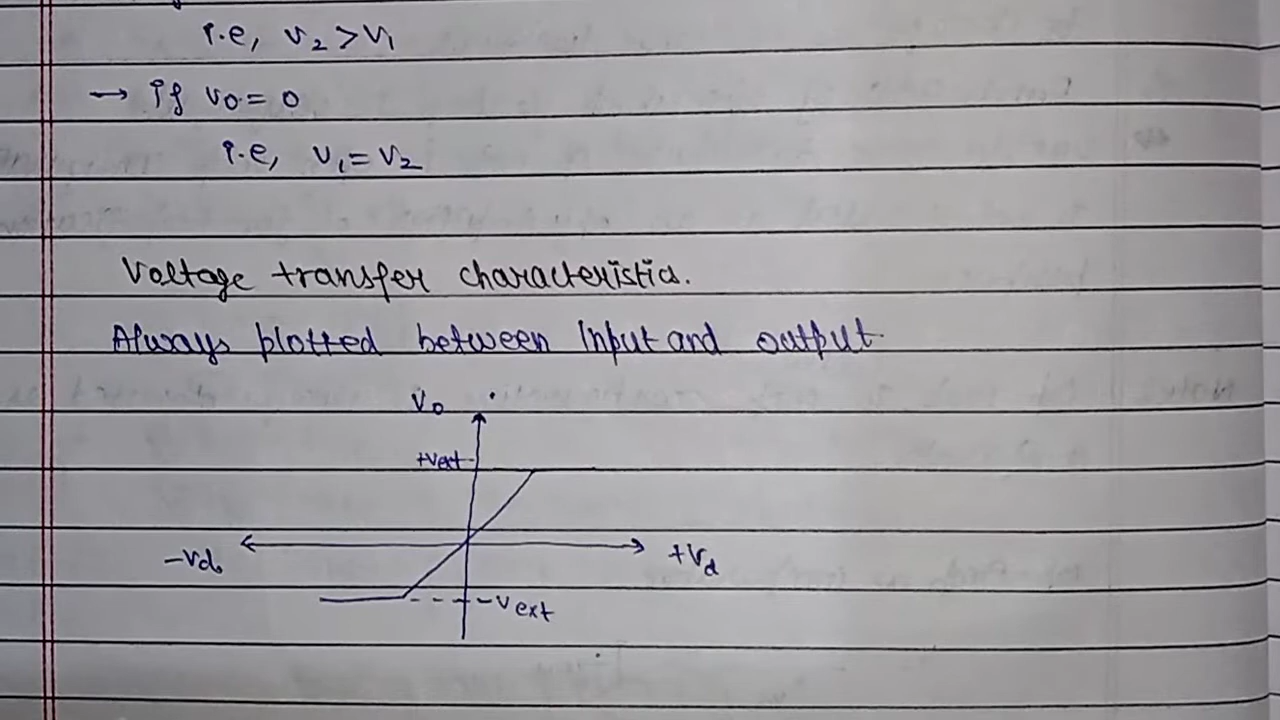 i.e, v₂ > v₁
→ if v₀ = 0
i.e, v₁ = v₂
Voltage transfer characteristic.
Always plotted between Input and output.
V₀
+Vext
-Vd
+Vd
-Vext